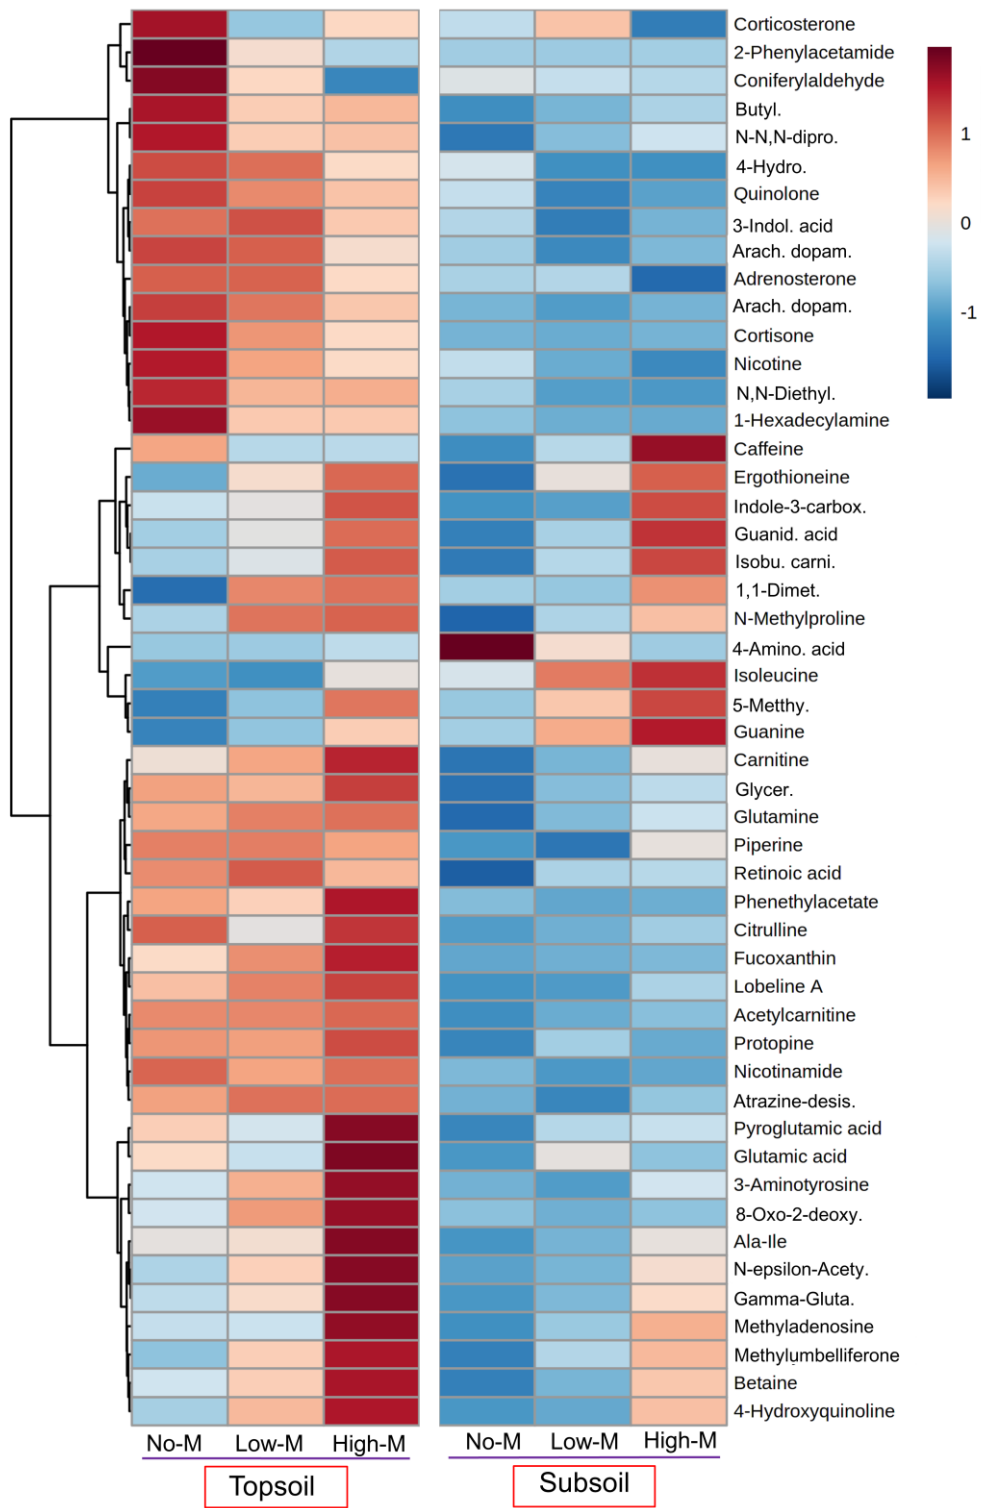 Corticosterone
2-Phenylacetamide
Coniferylaldehyde
Butyl.
N-N,N-dipro.
4-Hydro.
Quinolone
3-Indol. acid
Arach. dopam.
Adrenosterone
Arach. dopam.
Cortisone
Nicotine
N,N-Diethyl.
1-Hexadecylamine
Caffeine
Ergothioneine
Indole-3-carbox.
Guanid. acid
Isobu. carni.
1,1-Dimet.
N-Methylproline
4-Amino. acid
Isoleucine
5-Metthy.
Guanine
Carnitine
Glycer.
Glutamine
Piperine
Retinoic acid
Phenethylacetate
Citrulline
Fucoxanthin
Lobeline A
Acetylcarnitine
Protopine
Nicotinamide
Atrazine-desis.
Pyroglutamic acid
Glutamic acid
3-Aminotyrosine
8-Oxo-2-deoxy.
Ala-Ile
N-epsilon-Acety.
Gamma-Gluta.
Methyladenosine
Methylumbelliferone
Betaine
4-Hydroxyquinoline
1
0
-1
No-M Low-M High-M No-M Low-M High-M
Topsoil Subsoil